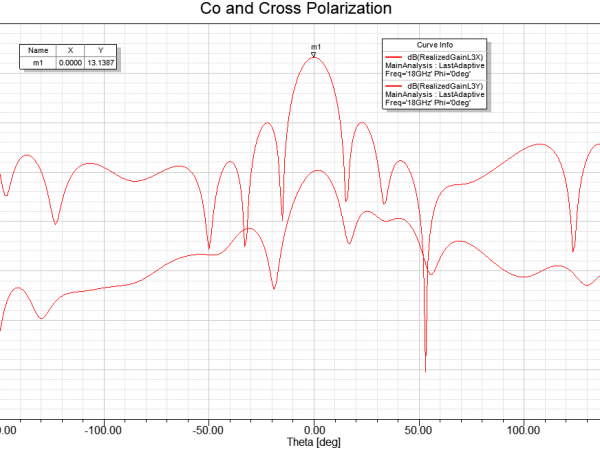 Co and Cross Polarization
Name X Y
m1 0.0000 13.1387
m1
Curve Info
dB(RealizedGainL3X)
MainAnalysis : LastAdaptive
Freq='18GHz' Phi='0deg'
dB(RealizedGainL3Y)
MainAnalysis : LastAdaptive
Freq='18GHz' Phi='0deg'
0.00 -100.00 -50.00 0.00 50.00 100.00
Theta [deg]